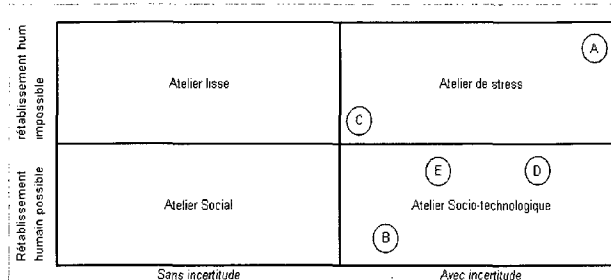 rétablissement hum
impossible
Atelier lisse
Atelier de stress
A
C
Rétablissement
humain possible
Atelier Social
E
D
Atelier Socio-technologique
B
Sans incertitude
Avec incertitude